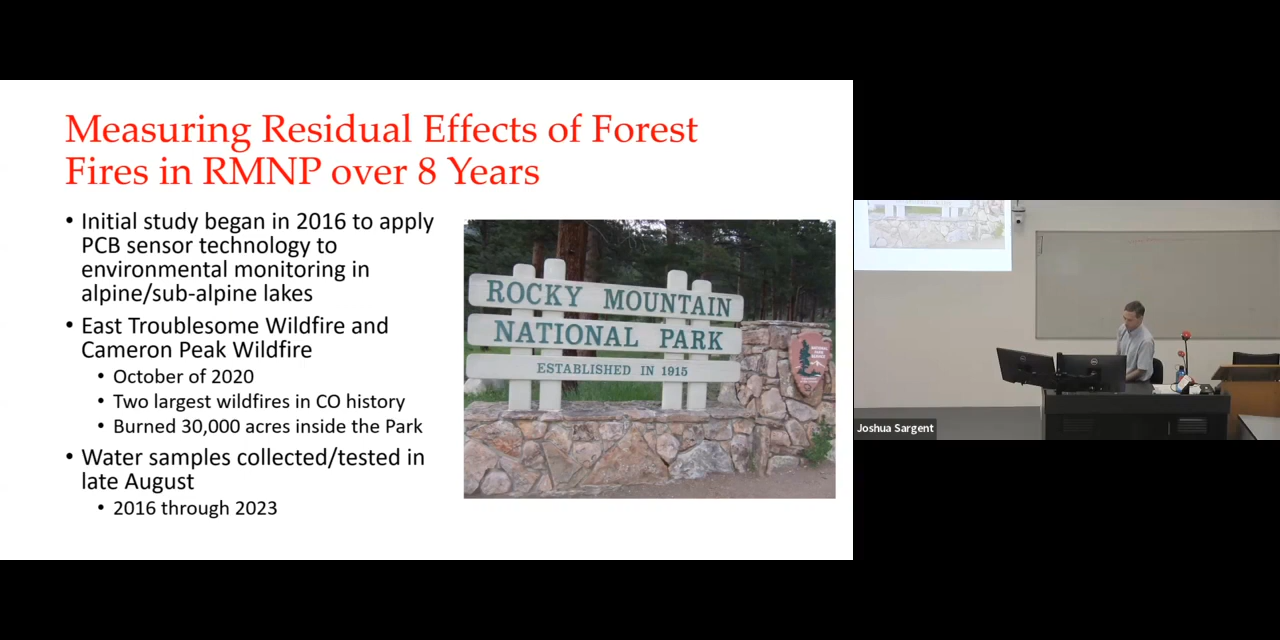 Measuring Residual Effects of Forest
Fires in RMNP over 8 Years
• Initial study began in 2016 to apply
PCB sensor technology to
environmental monitoring in
alpine/sub-alpine lakes
• East Troublesome Wildfire and
Cameron Peak Wildfire
• October of 2020
• Two largest wildfires in CO history
• Burned 30,000 acres inside the Park
• Water samples collected/tested in
late August
• 2016 through 2023
ROCKY MOUNTAIN
NATIONAL PARK
ESTABLISHED IN 1915
NATIONAL
PARK
SERVICE
Joshua Sargent